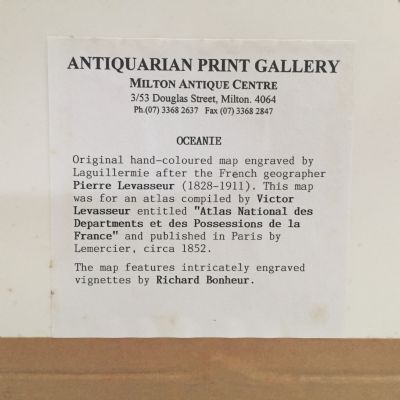 ANTIQUARIAN PRINT GALLERY
MILTON ANTIQUE CENTRE
3/53 Douglas Street, Milton. 4064
Ph.(07) 3368 2637 Fax (07) 3368 2847
OCEANIE
Original hand-coloured map engraved by
Laguillermie after the French geographer
Pierre Levasseur (1828-1911). This map
was for an atlas compiled by Victor
Levasseur entitled "Atlas National des
Departments et des Possessions de la
France" and published in Paris by
Lemercier, circa 1852.
The map features intricately engraved
vignettes by Richard Bonheur.